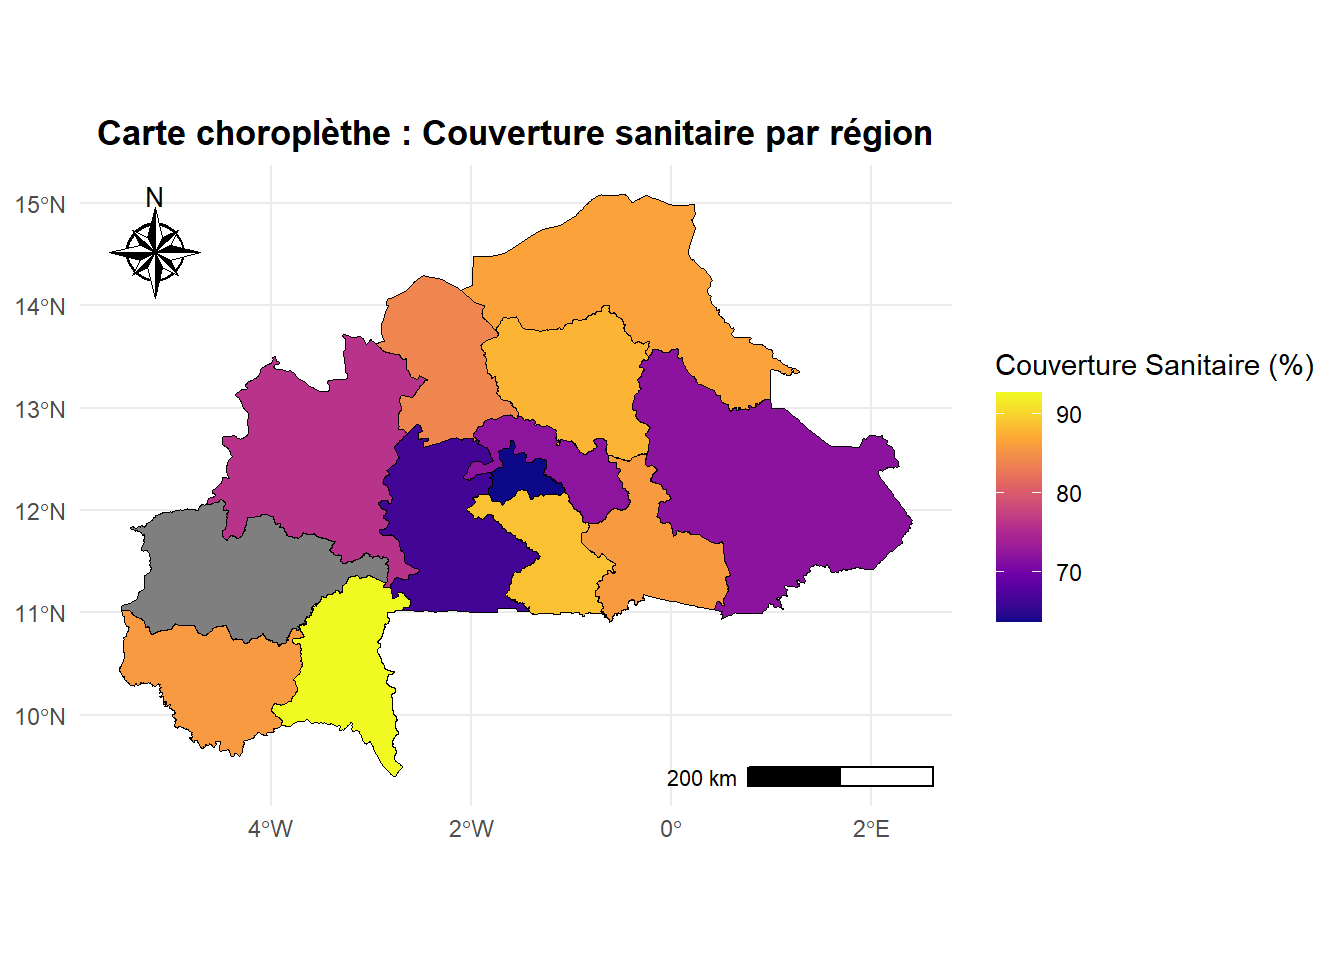 Carte choroplèthe : Couverture sanitaire par région
N
15°N
14°N
13°N
12°N
11°N
10°N
4°W
2°W
0°
2°E
200 km
Couverture Sanitaire (%)
90
80
70